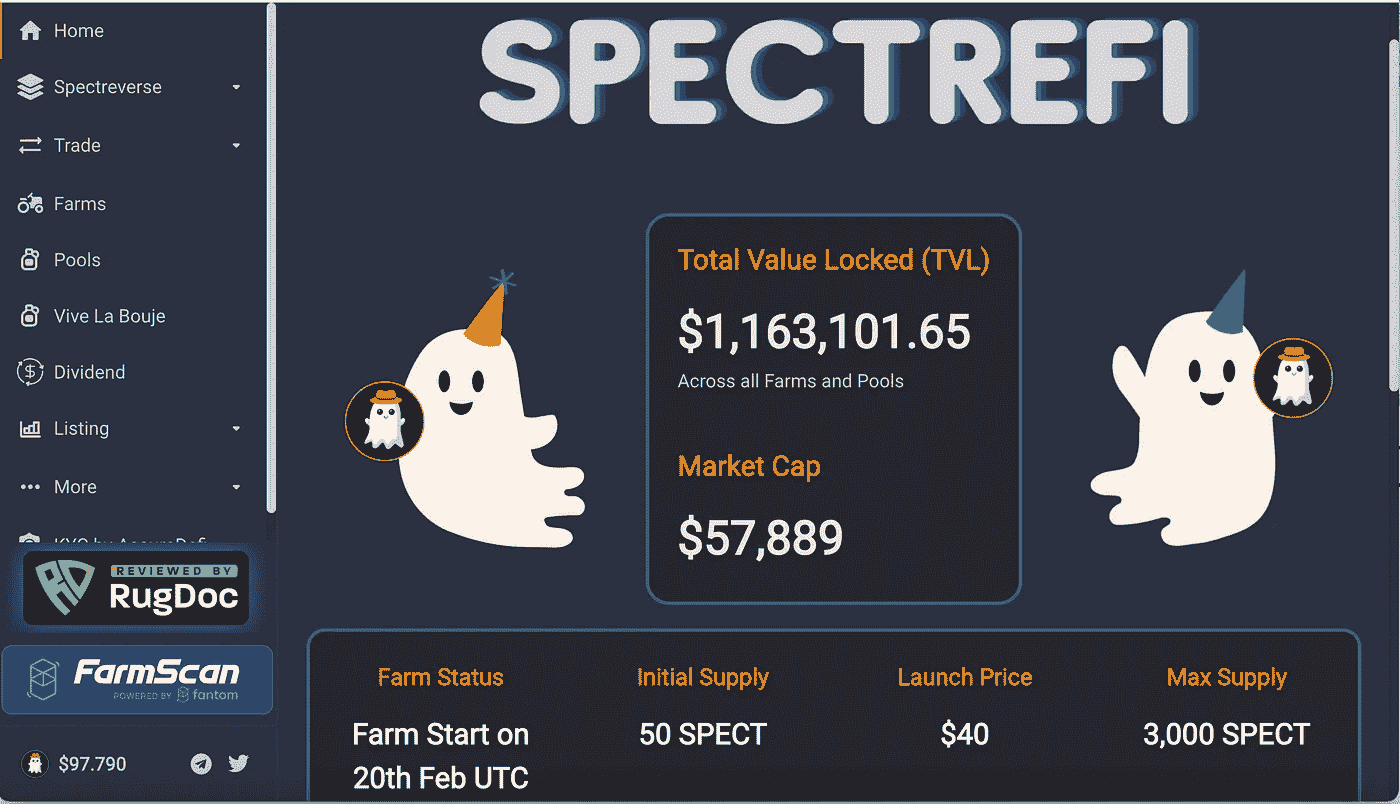 Home
Spectreverse
Trade
Farms
Pools
Vive La Bouje
Dividend
Listing
More
KYC by AssureDefi
REVIEWED BY
RugDoc
FarmScan
POWERED BY fantom
$97.790
SPECTREFI
Total Value Locked (TVL)
$1,163,101.65
Across all Farms and Pools
Market Cap
$57,889
Farm Status
Initial Supply
Launch Price
Max Supply
Farm Start on
20th Feb UTC
50 SPECT
$40
3,000 SPECT